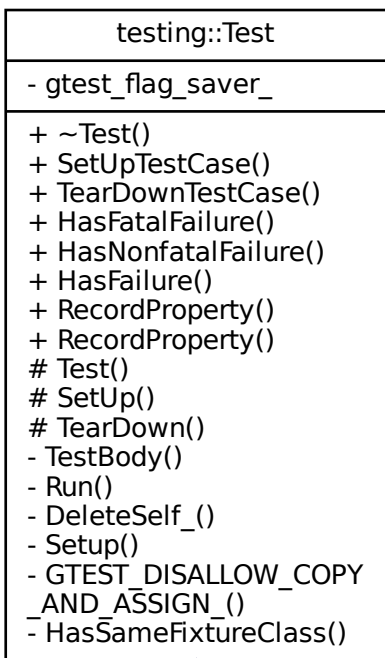 testing::Test
- gtest_flag_saver_
+ ~Test()
+ SetUpTestCase()
+ TearDownTestCase()
+ HasFatalFailure()
+ HasNonfatalFailure()
+ HasFailure()
+ RecordProperty()
+ RecordProperty()
# Test()
# SetUp()
# TearDown()
- TestBody()
- Run()
- DeleteSelf_()
- Setup()
- GTEST_DISALLOW_COPY
_AND_ASSIGN_()
- HasSameFixtureClass()